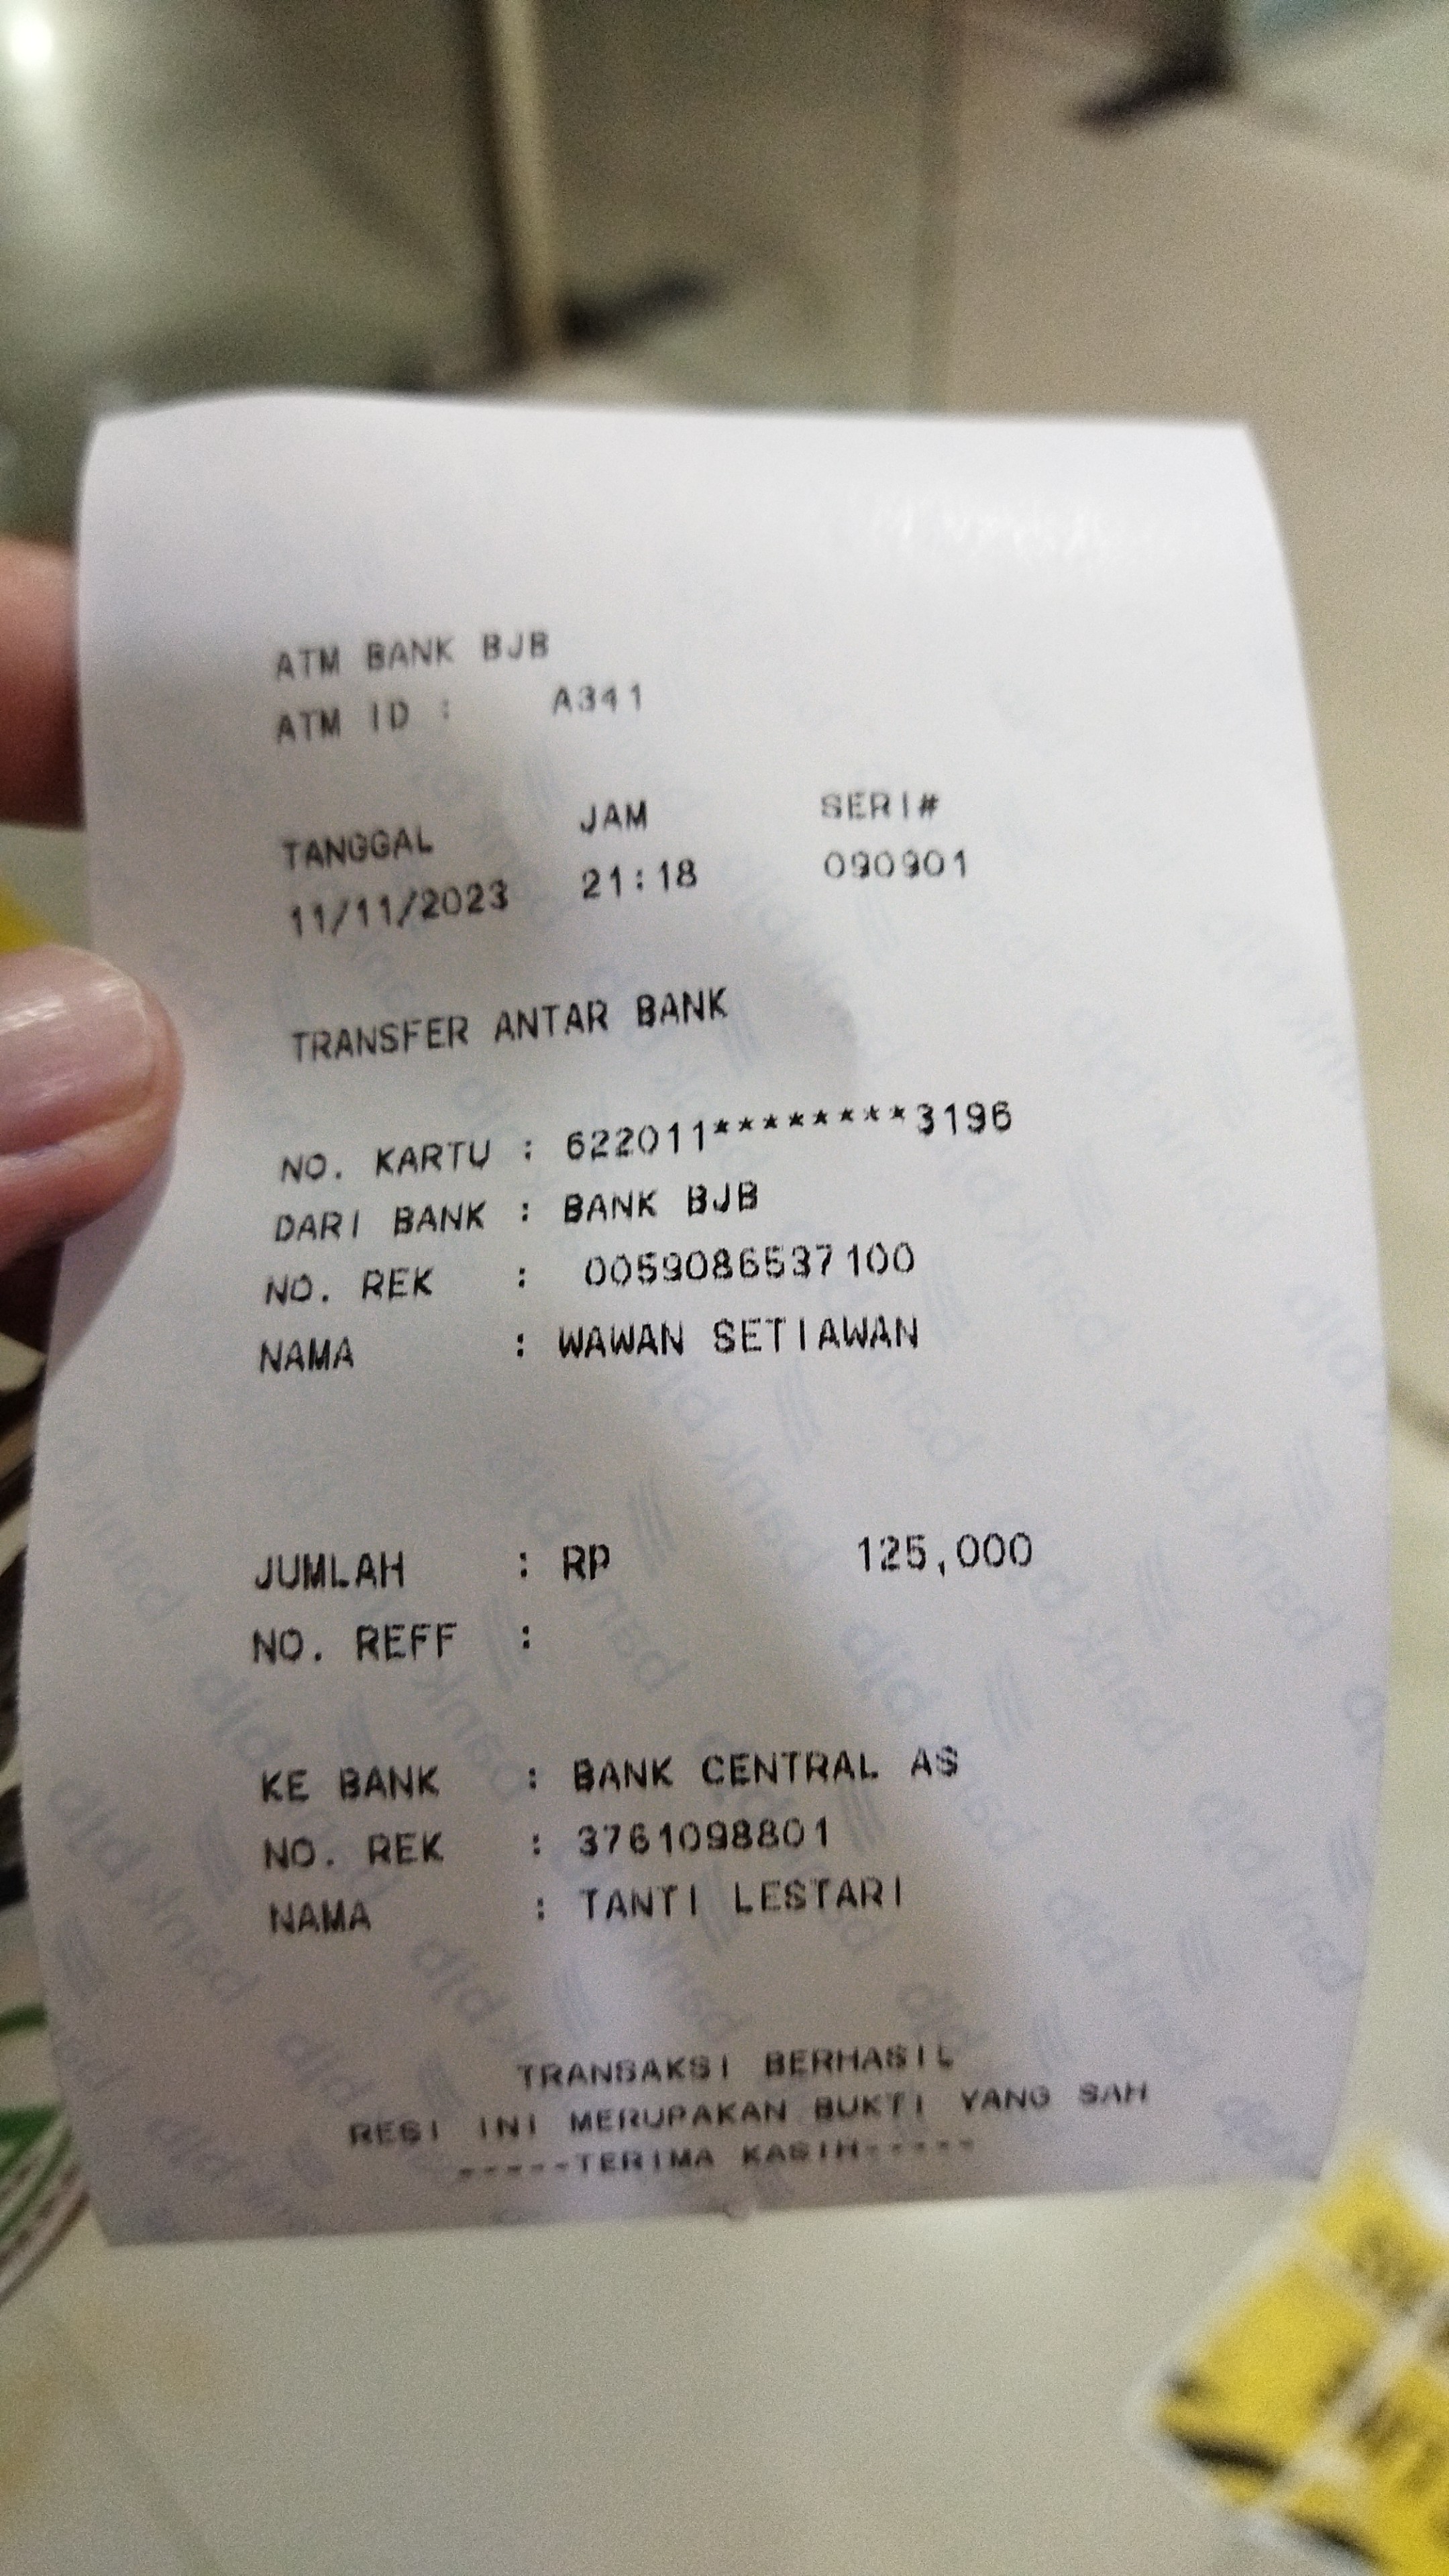 ATM BANK BJB
ATM ID : A341
TANGGAL JAM SERI#
11/11/2023 21:18 090901
TRANSFER ANTAR BANK
NO. KARTU : 622011********3196
DARI BANK : BANK BJB
NO. REK : 0059086537100
NAMA : WAWAN SETIAWAN
JUMLAH : RP 125,000
NO. REFF :
KE BANK : BANK CENTRAL AS
NO. REK : 3761098801
NAMA : TANTI LESTARI
TRANSAKSI BERHASIL
RESI INI MERUPAKAN BUKTI YANG SAH
-----TERIMA KASIH-----